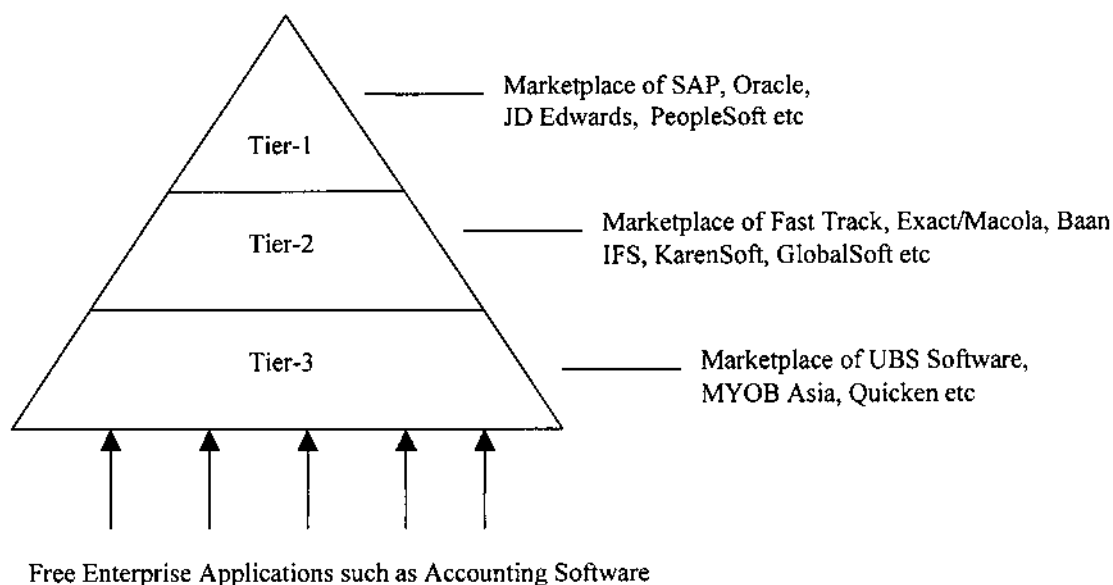 Marketplace of SAP, Oracle,
JD Edwards, PeopleSoft etc
Tier-1
Marketplace of Fast Track, Exact/Macola, Baan
IFS, KarenSoft, GlobalSoft etc
Tier-2
Tier-3
Marketplace of UBS Software,
MYOB Asia, Quicken etc
Free Enterprise Applications such as Accounting Software